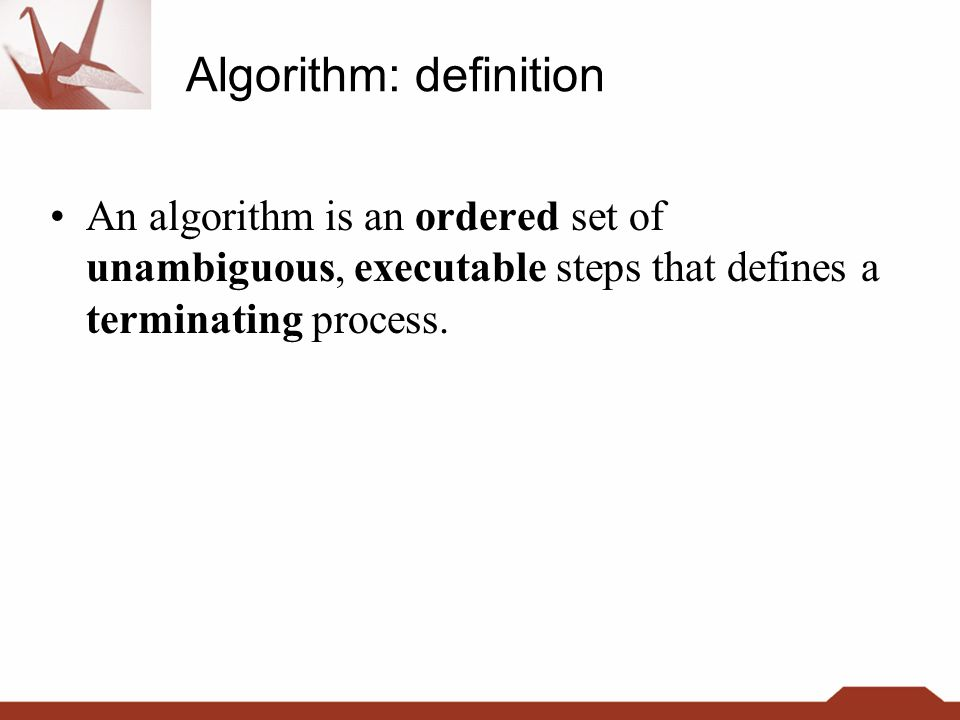 Algorithm: definition
• An algorithm is an ordered set of
unambiguous, executable steps that defines a
terminating process.